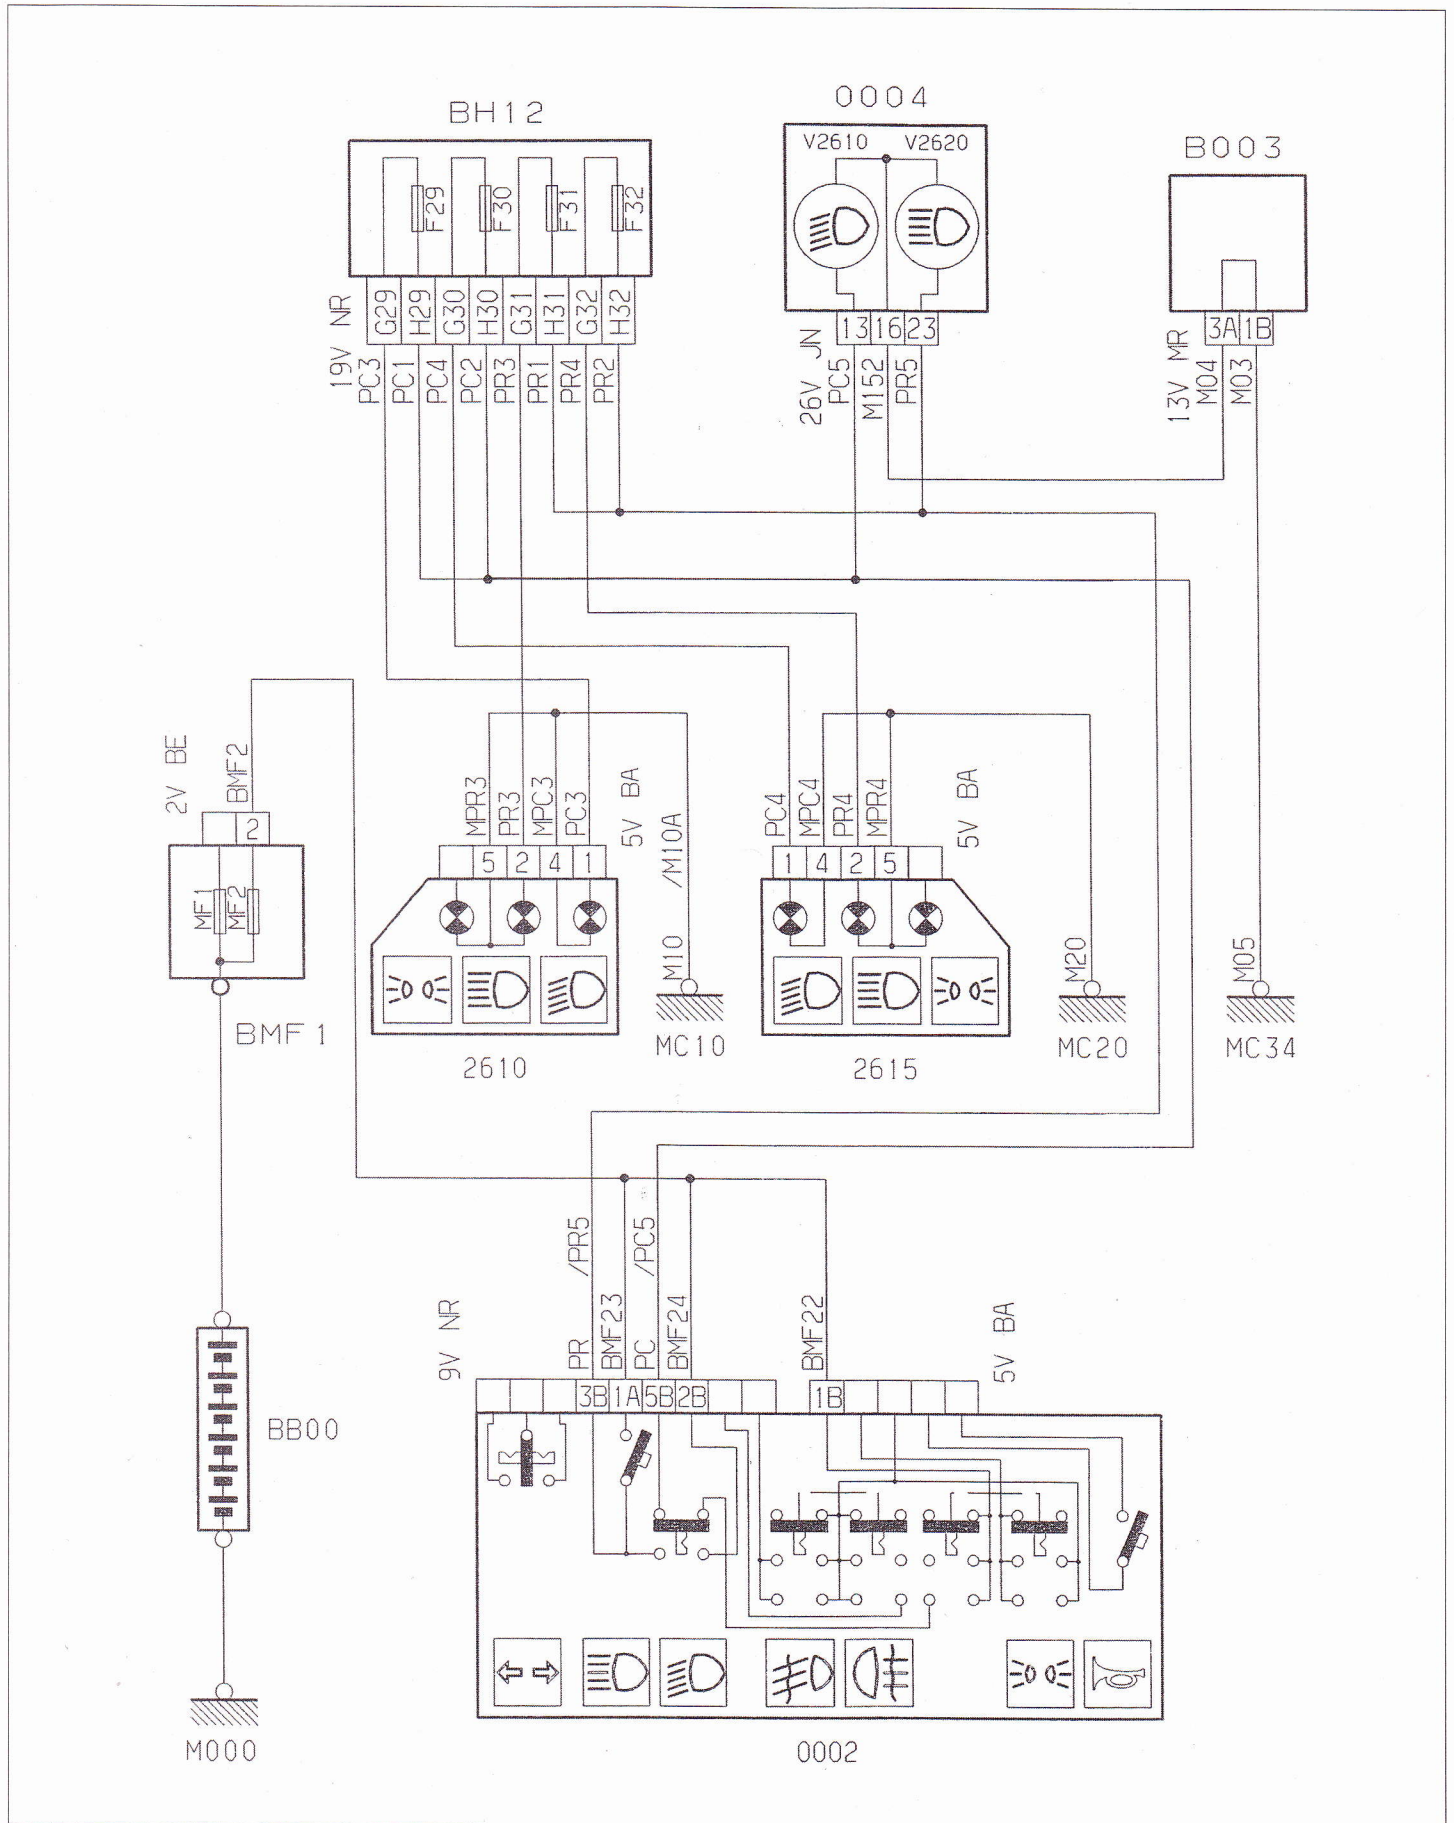 BH12
0004
B003
V2610 V2620
F29 F30 F31 F32
G29 H29 G30 H30 G31 H31 G32 H32
19V NR
PC3 PC1 PC4 PC2 PR3 PR1 PR4 PR2
13 16 23
26V JN
PC5 M152 PR5
3A 1B
13V MR
M04 M03
2V BE
BMF2
2
MF1 MF2
BMF1
MPR3 PR3 MPC3 PC3
5V BA
5 2 4 1
M10 /M10A
MC10
2610
PC4 MPC4 PR4 MPR4
5V BA
1 4 2 5
M20
MC20
2615
M05
MC34
9V NR
PR /PR5
BMF23
PC /PC5
BMF24
BMF22
5V BA
3B 1A 5B 2B
1B
BB00
M000
0002